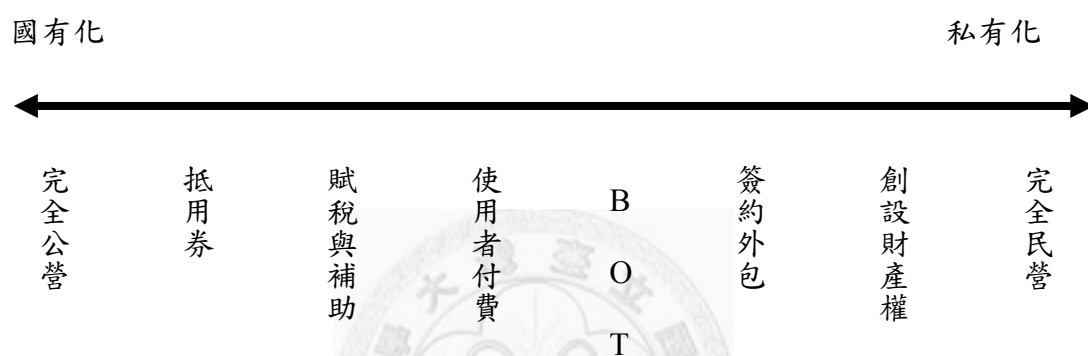 國有化
私有化
完全公營
抵用券
賦稅與補助
使用者付費
BOT
簽約外包
創設財產權
完全民營